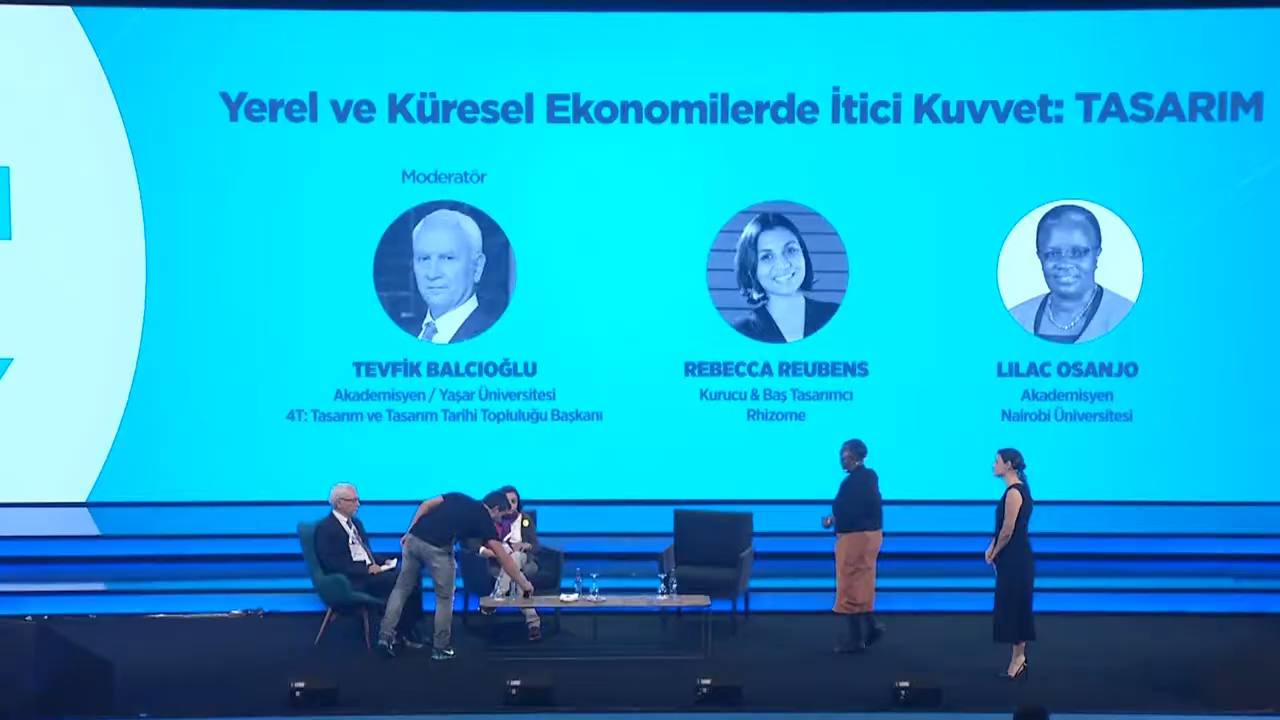 Yerel ve Küresel Ekonomilerde İtici Kuvvet: TASARIM
Moderatör
TEVFİK BALCIOĞLU
Akademisyen / Yaşar Üniversitesi
4T: Tasarım ve Tasarım Tarihi Topluluğu Başkanı
REBECCA REUBENS
Kurucu & Baş Tasarımcı
Rhizome
LILAC OSANJO
Akademisyen
Nairobi Üniversitesi